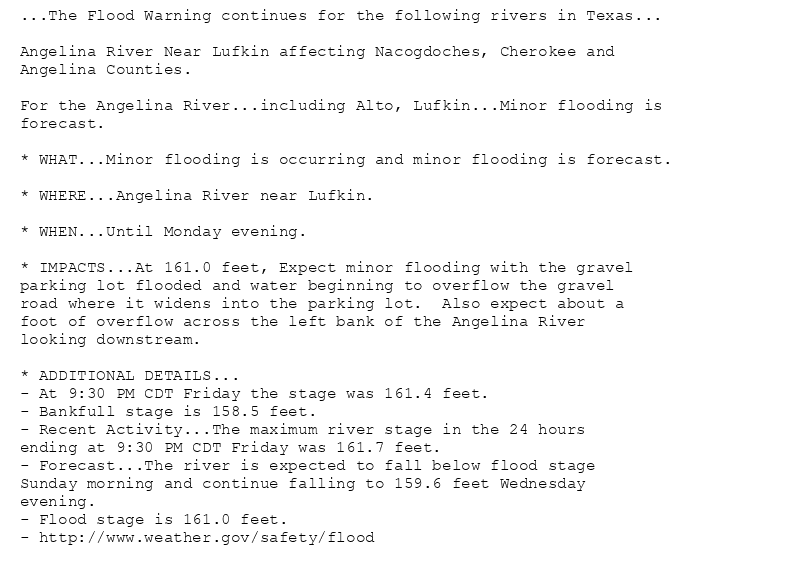 ...The Flood Warning continues for the following rivers in Texas...
Angelina River Near Lufkin affecting Nacogdoches, Cherokee and
Angelina Counties.
For the Angelina River...including Alto, Lufkin...Minor flooding is
forecast.
* WHAT...Minor flooding is occurring and minor flooding is forecast.
* WHERE...Angelina River near Lufkin.
* WHEN...Until Monday evening.
* IMPACTS...At 161.0 feet, Expect minor flooding with the gravel
parking lot flooded and water beginning to overflow the gravel
road where it widens into the parking lot.  Also expect about a
foot of overflow across the left bank of the Angelina River
looking downstream.
* ADDITIONAL DETAILS...
- At 9:30 PM CDT Friday the stage was 161.4 feet.
- Bankfull stage is 158.5 feet.
- Recent Activity...The maximum river stage in the 24 hours
ending at 9:30 PM CDT Friday was 161.7 feet.
- Forecast...The river is expected to fall below flood stage
Sunday morning and continue falling to 159.6 feet Wednesday
evening.
- Flood stage is 161.0 feet.
- http://www.weather.gov/safety/flood